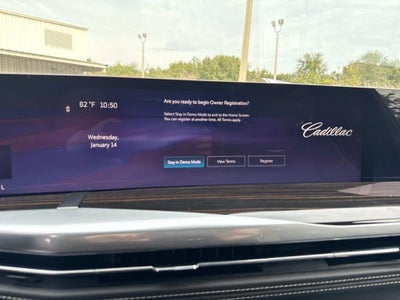 62 °F 10:50
Wednesday,
January 14
Are you ready to begin Owner Registration?
Select Stay in Demo Mode to exit to the Home Screen.
You can register at another time. All Terms apply.
Stay in Demo Mode
View Terms
Register
Cadillac
L